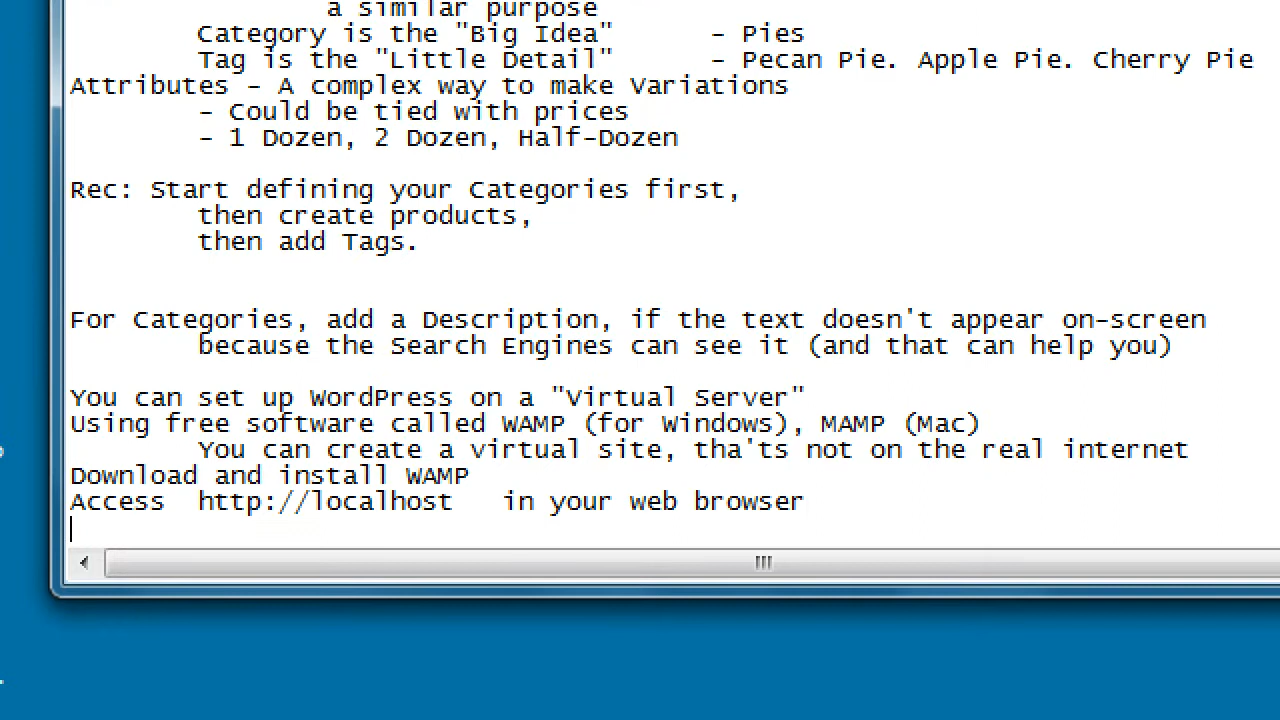 a similar purpose
Category is the "Big Idea" - Pies
Tag is the "Little Detail" - Pecan Pie. Apple Pie. Cherry Pie
Attributes - A complex way to make Variations
- Could be tied with prices
- 1 Dozen, 2 Dozen, Half-Dozen
Rec: Start defining your Categories first,
then create products,
then add Tags.
For Categories, add a Description, if the text doesn't appear on-screen
because the Search Engines can see it (and that can help you)
You can set up WordPress on a "Virtual Server"
Using free software called WAMP (for Windows), MAMP (Mac)
You can create a virtual site, tha'ts not on the real internet
Download and install WAMP
Access http://localhost in your web browser